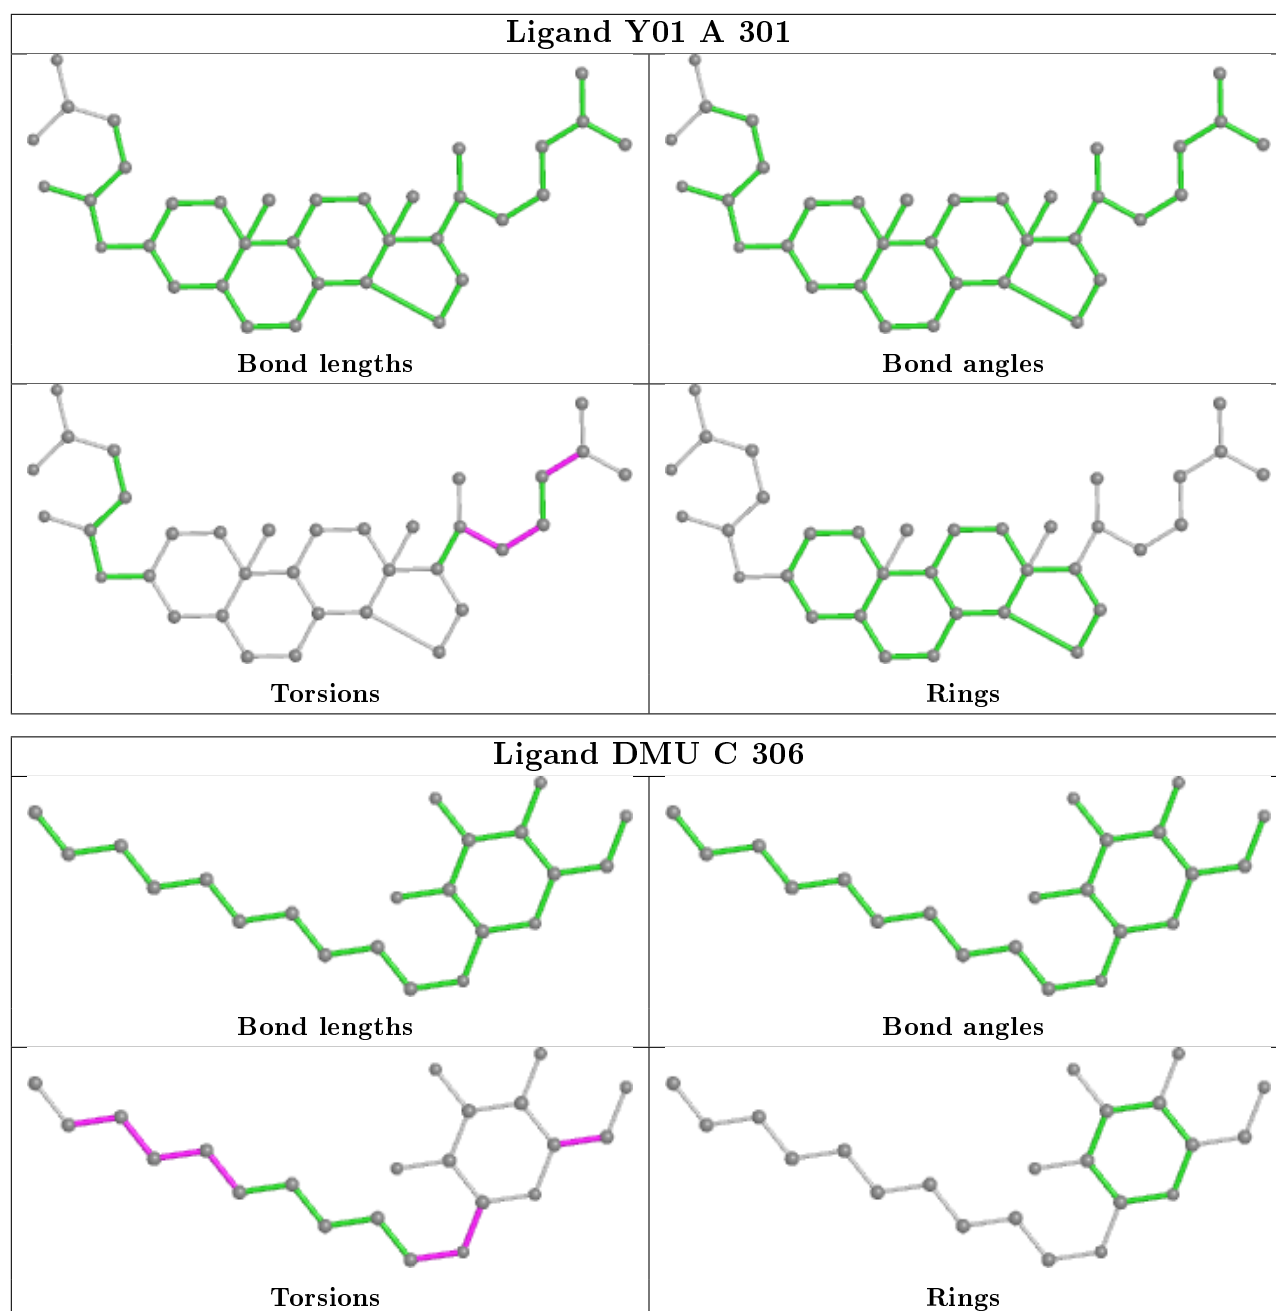 Ligand Y01 A 301
Bond lengths
Bond angles
Torsions
Rings
Ligand DMU C 306
Bond lengths
Bond angles
Torsions
Rings